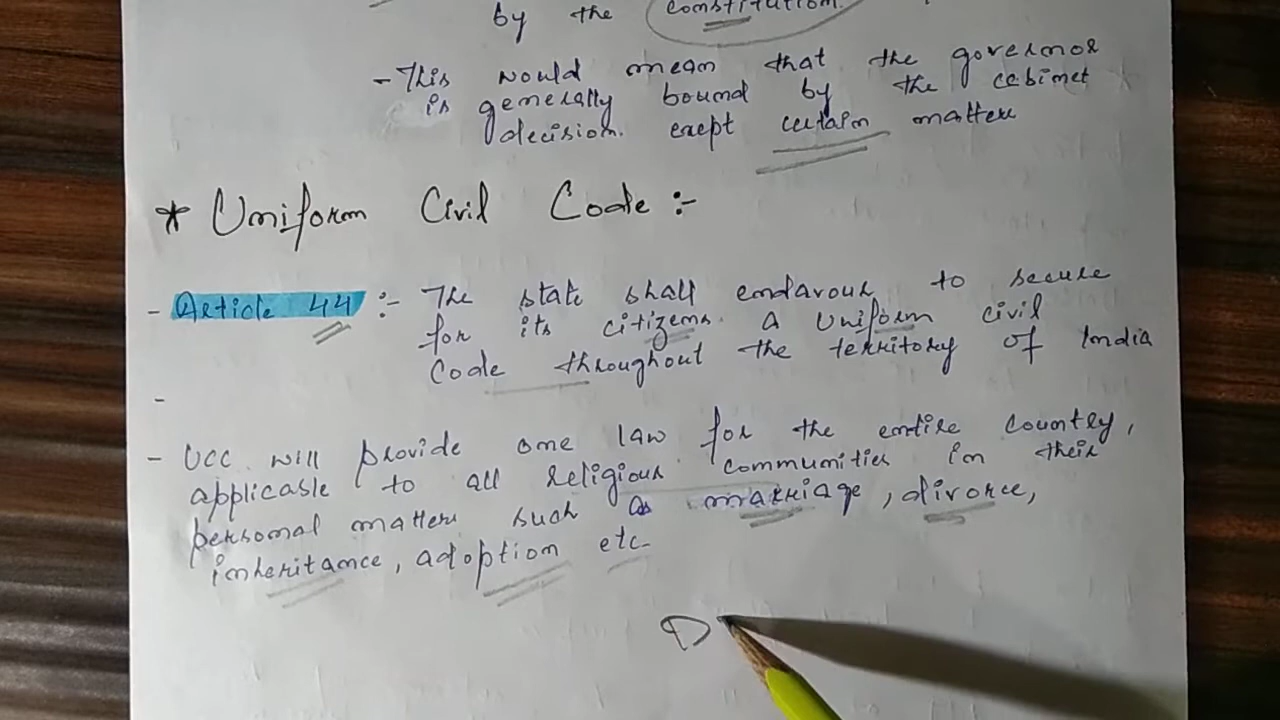 by the constitution.
- This would mean that the governor
is generally bound by the cabinet
decision. exept certain matters
* Uniform Civil Code :-
- Article 44 :- The state shall endavour to secure
for its citizens a Uniform civil
Code throughout the territory of India
-
- UCC will provide one law for the entire country,
applicable to all religious communities in their
personal matters such as marriage, divorce,
inheritance, adoption etc
D